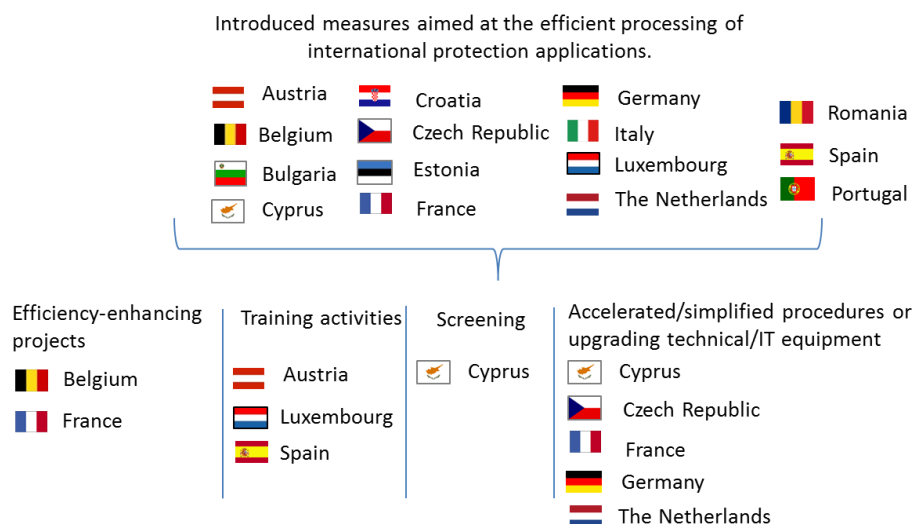 Introduced measures aimed at the efficient processing of
international protection applications.
Austria
Belgium
Bulgaria
Cyprus
Croatia
Czech Republic
Estonia
France
Germany
Italy
Luxembourg
The Netherlands
Romania
Spain
Portugal
Efficiency-enhancing
projects
Belgium
France
Training activities
Austria
Luxembourg
Spain
Screening
Cyprus
Accelerated/simplified procedures or
upgrading technical/IT equipment
Cyprus
Czech Republic
France
Germany
The Netherlands